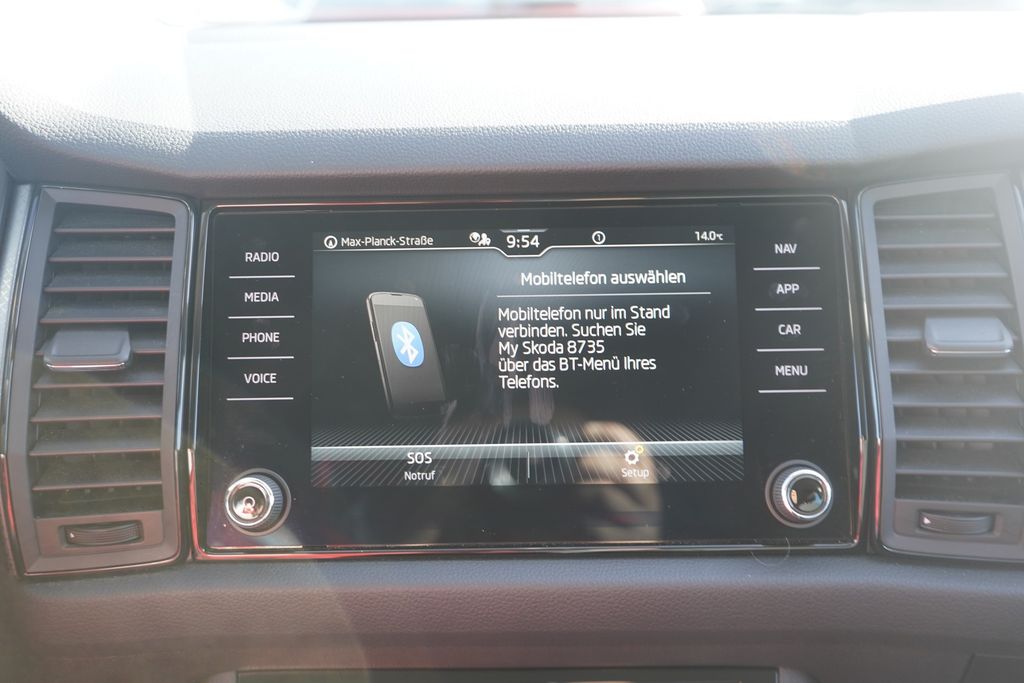 Max-Planck-Straße 9:54 1 14.0°C
RADIO
MEDIA
PHONE
VOICE
Mobiltelefon auswählen
Mobiltelefon nur im Stand
verbinden. Suchen Sie
My Skoda 8735
über das BT-Menü Ihres
Telefons.
SOS
Notruf
Setup
NAV
APP
CAR
MENU